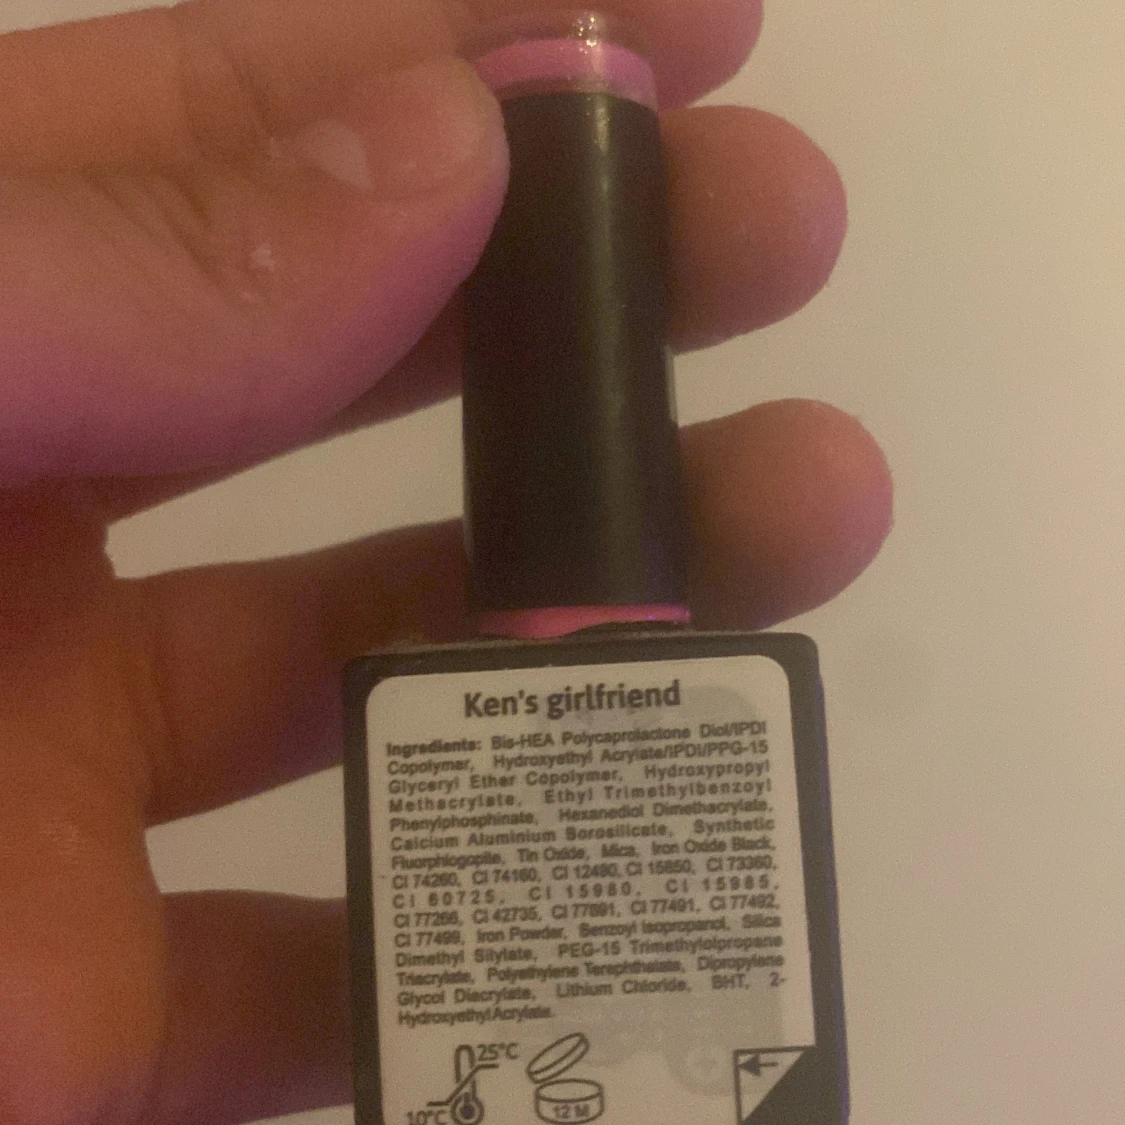 Ken's girlfriend
Ingredients: Bis-HEA Polycaprolactone Diol/IPDI
Copolymer, Hydroxyethyl Acrylate/IPDI/PPG-15
Glyceryl Ether Copolymer, Hydroxypropyl
Methacrylate, Ethyl Trimethylbenzoyl
Phenylphosphinate, Hexanediol Dimethacrylate,
Calcium Aluminium Borosilicate, Synthetic
Fluorphlogopite, Tin Oxide, Mica, Iron Oxide Black,
CI 74260, CI 74160, CI 12490, CI 15850, CI 73360,
CI 60725, CI 15980, CI 15985,
CI 77266, CI 42735, CI 77891, CI 77491, CI 77492,
CI 77499, Iron Powder, Benzoyl Isopropanol, Silica
Dimethyl Silylate, PEG-15 Trimethylolpropane
Triacrylate, Polyethylene Terephthalate, Dipropylene
Glycol Diacrylate, Lithium Chloride, BHT, 2-
HydroxyethylAcrylate.
25°C
10°C
12 M